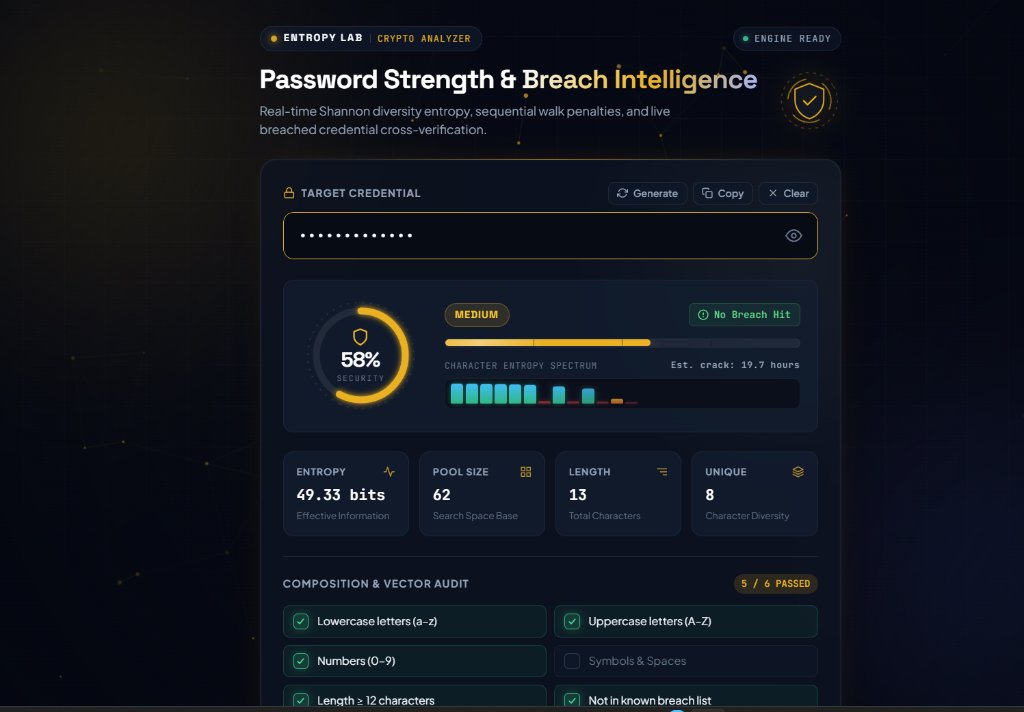 ENTROPY LAB | CRYPTO ANALYZER
ENGINE READY
Password Strength & Breach Intelligence
Real-time Shannon diversity entropy, sequential walk penalties, and live
breached credential cross-verification.
TARGET CREDENTIAL
Generate
Copy
Clear
•••••••••••••
58%
SECURITY
MEDIUM
No Breach Hit
CHARACTER ENTROPY SPECTRUM
Est. crack: 19.7 hours
ENTROPY
49.33 bits
Effective Information
POOL SIZE
62
Search Space Base
LENGTH
13
Total Characters
UNIQUE
8
Character Diversity
COMPOSITION & VECTOR AUDIT
5 / 6 PASSED
Lowercase letters (a–z)
Uppercase letters (A–Z)
Numbers (0–9)
Symbols & Spaces
Length ≥ 12 characters
Not in known breach list